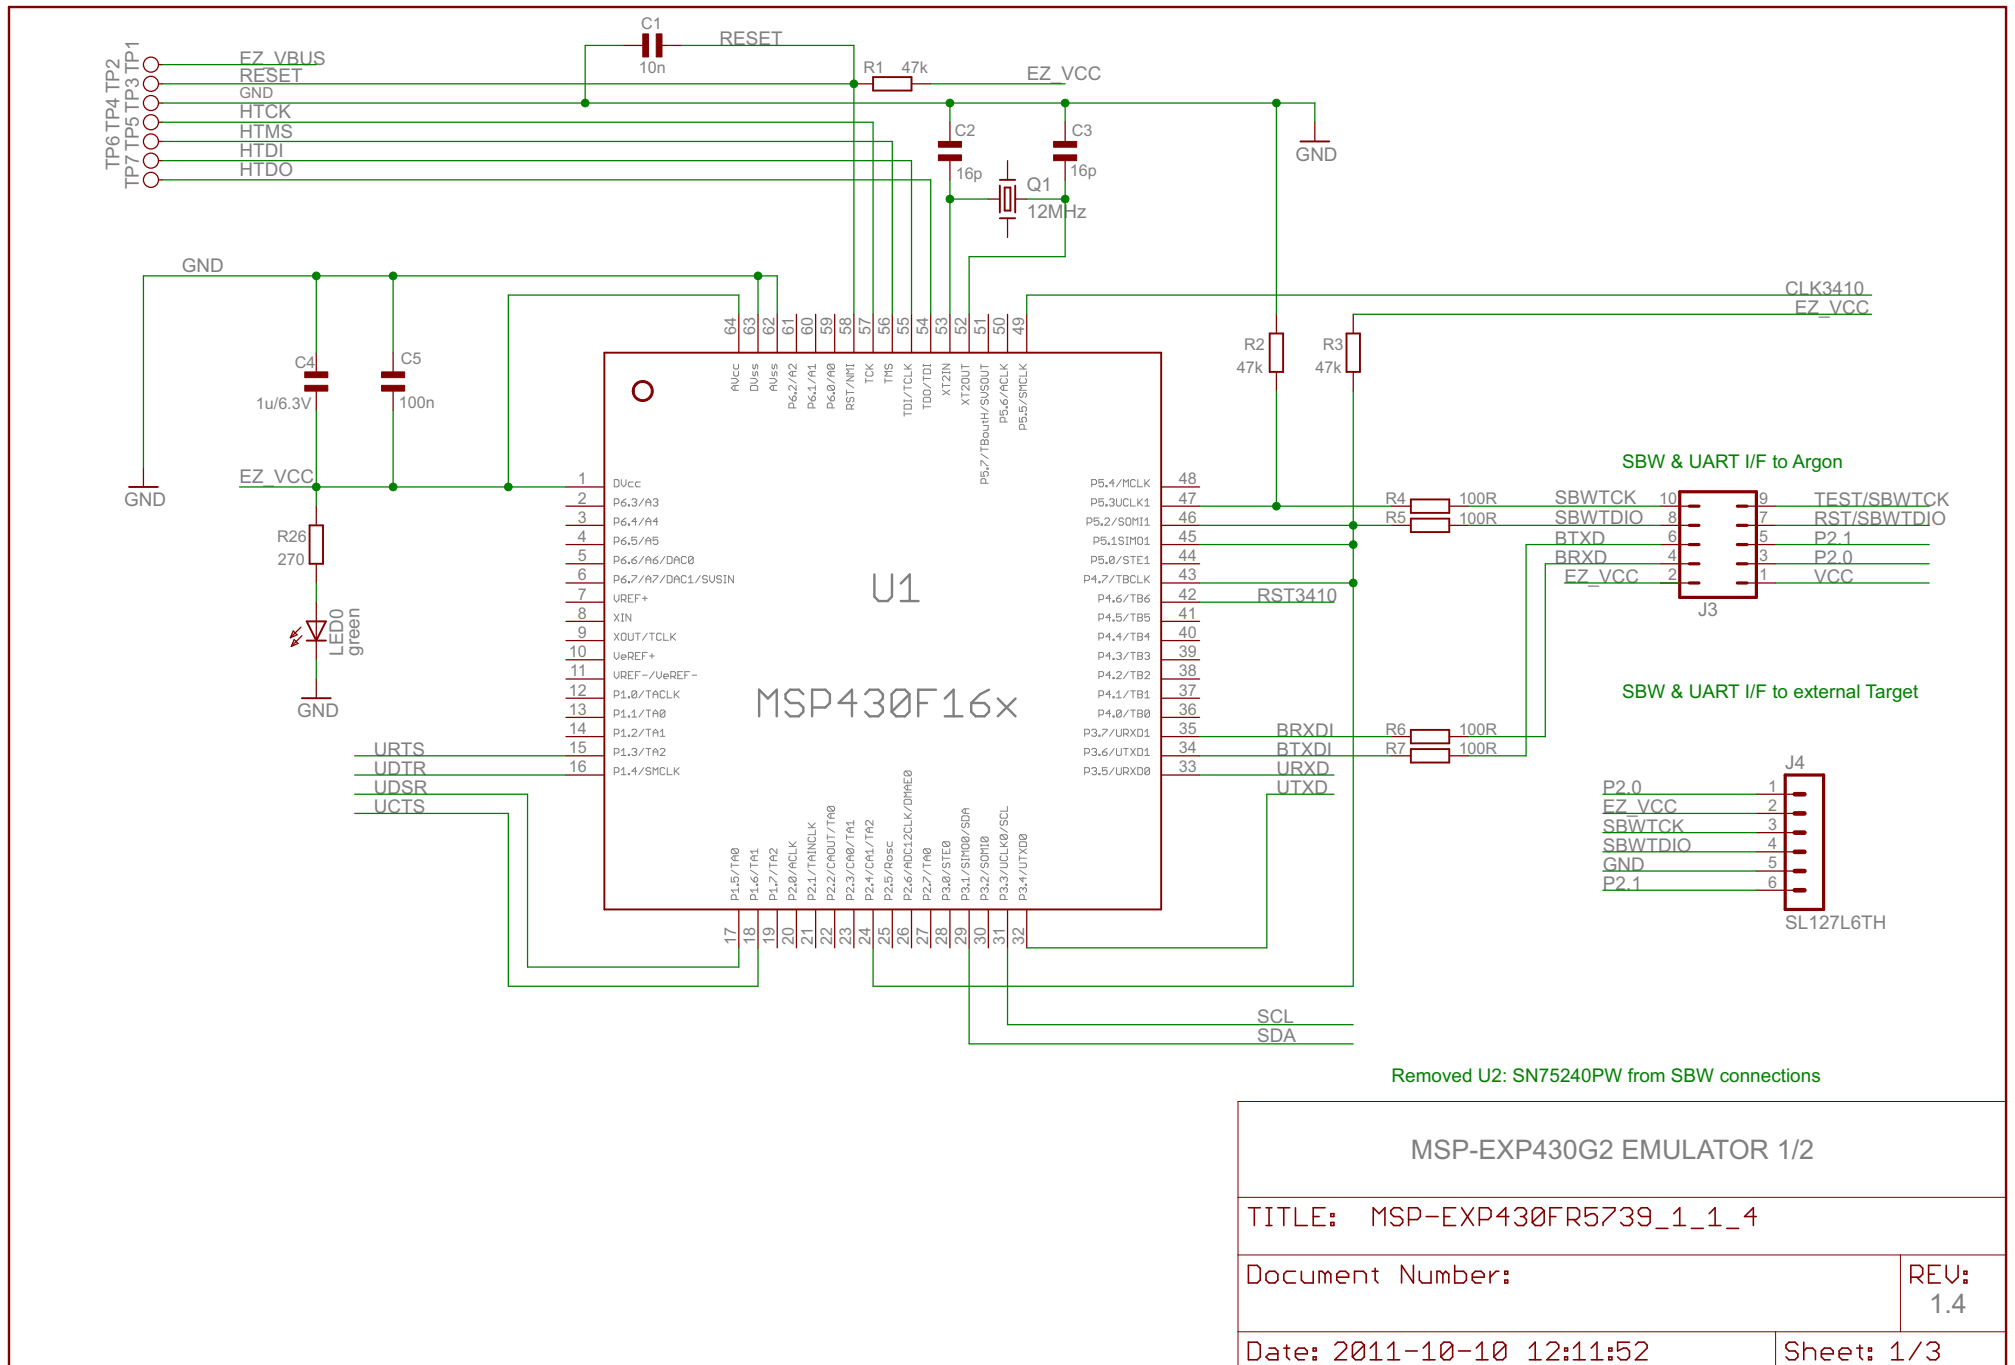 C1
10n
RESET
TP1
TP2
TP3
TP4
TP5
TP6
TP7
EZ_VBUS
RESET
GND
HTCK
HTMS
HTDI
HTDO
R1 47k
EZ_VCC
C2
16p
C3
16p
Q1
12MHz
GND
GND
GND
C4
1u/6.3V
C5
100n
EZ_VCC
R26
270
LED0
green
GND
CLK3410
EZ_VCC
R2
47k
R3
47k
64 63 62 61 60 59 58 57 56 55 54 53 52 51 50 49
AVcc
DVss
AVss
P6.2/A2
P6.1/A1
P6.0/A0
RST/NMI
TCK
TMS
TDI/TCLK
TDO/TDI
XT2IN
XT2OUT
P5.7/TBoutH/SVSOUT
P5.6/ACLK
P5.5/SMCLK
1 DVcc
2 P6.3/A3
3 P6.4/A4
4 P6.5/A5
5 P6.6/A6/DAC0
6 P6.7/A7/DAC1/SVSIN
7 VREF+
8 XIN
9 XOUT/TCLK
10 VeREF+
11 VREF-/VeREF-
12 P1.0/TACLK
13 P1.1/TA0
14 P1.2/TA1
15 P1.3/TA2
16 P1.4/SMCLK
U1
MSP430F16x
P5.4/MCLK 48
P5.3UCLK1 47
P5.2/SOMI1 46
P5.1SIMO1 45
P5.0/STE1 44
P4.7/TBCLK 43
P4.6/TB6 42
P4.5/TB5 41
P4.4/TB4 40
P4.3/TB3 39
P4.2/TB2 38
P4.1/TB1 37
P4.0/TB0 36
P3.7/URXD1 35
P3.6/UTXD1 34
P3.5/URXD0 33
P1.5/TA0
P1.6/TA1
P1.7/TA2
P2.0/ACLK
P2.1/TAINCLK
P2.2/CAOUT/TA0
P2.3/CA0/TA1
P2.4/CA1/TA2
P2.5/Rosc
P2.6/ADC12CLK/DMAE0
P2.7/TA0
P3.0/STE0
P3.1/SIMO0/SDA
P3.2/SOMI0
P3.3/UCLK0/SCL
P3.4/UTXD0
17 18 19 20 21 22 23 24 25 26 27 28 29 30 31 32
URTS
UDTR
UDSR
UCTS
RST3410
BRXDI
BTXDI
URXD
UTXD
SCL
SDA
R4 100R
R5 100R
R6 100R
R7 100R
SBW & UART I/F to Argon
SBWTCK 10 9 TEST/SBWTCK
SBWTDIO 8 7 RST/SBWTDIO
BTXD 6 5 P2.1
BRXD 4 3 P2.0
EZ_VCC 2 1 VCC
J3
SBW & UART I/F to external Target
J4
P2.0 1
EZ_VCC 2
SBWTCK 3
SBWTDIO 4
GND 5
P2.1 6
SL127L6TH
Removed U2: SN75240PW from SBW connections
MSP-EXP430G2 EMULATOR 1/2
TITLE: MSP-EXP430FR5739_1_1_4
Document Number:
REV:
1.4
Date: 2011-10-10 12:11:52
Sheet: 1/3